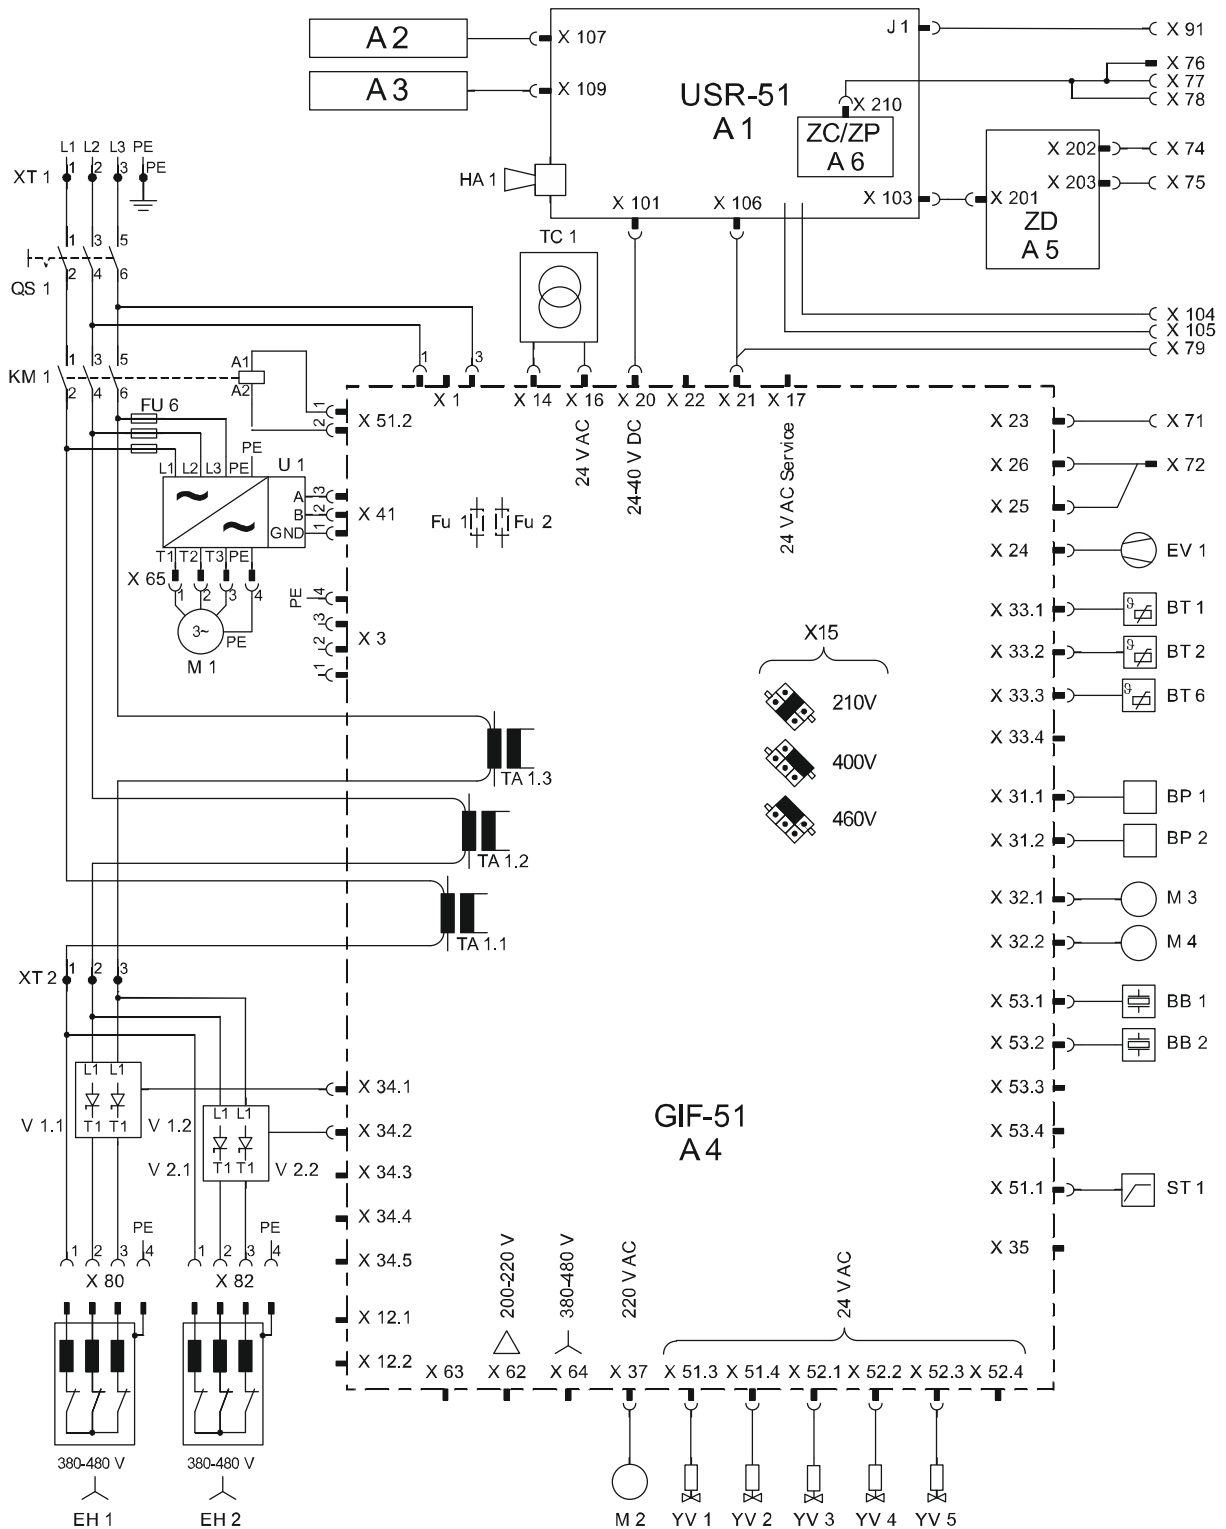 A 2
X 107
J 1
X 91
A 3
X 109
USR-51
A 1
X 210
X 76
X 77
X 78
ZC/ZP
A 6
L1 L2 L3 PE
1 2 3 PE
XT 1
HA 1
X 101
X 106
X 103
X 202
X 74
X 203
X 75
X 201
ZD
A 5
TC 1
1 3 5
2 4 6
QS 1
X 104
X 105
X 79
1 3 5
KM 1
2 4 6
A1
A2
1
3
FU 6
1
2
X 51.2
X 1
X 14
X 16
X 20
X 22
X 21
X 17
24 V AC
24-40 V DC
24 V AC Service
X 23
X 71
X 26
X 72
X 25
PE
L1 L2 L3 PE
U 1
A
B
GND
3
2
1
X 41
Fu 1
Fu 2
T1 T2 T3 PE
X 65
1 2 3 4
3~
PE
M 1
X 24
EV 1
PE
4
3
2
1
X 3
X 33.1
ϑ
BT 1
X 33.2
ϑ
BT 2
X 33.3
ϑ
BT 6
X 33.4
X15
210V
400V
460V
TA 1.3
TA 1.2
TA 1.1
X 31.1
BP 1
X 31.2
BP 2
X 32.1
M 3
X 32.2
M 4
XT 2
1 2 3
X 53.1
BB 1
X 53.2
BB 2
X 53.3
X 53.4
L1 L1
T1 T1
V 1.1
V 1.2
X 34.1
L1 L1
T1 T1
V 2.1
V 2.2
X 34.2
X 34.3
X 34.4
X 34.5
GIF-51
A 4
X 51.1
ST 1
X 35
PE
1 2 3 4
X 80
PE
1 2 3 4
X 82
X 12.1
X 12.2
200-220 V
380-480 V
220 V AC
24 V AC
X 63
X 62
X 64
X 37
X 51.3
X 51.4
X 52.1
X 52.2
X 52.3
X 52.4
380-480 V
380-480 V
EH 1
EH 2
M 2
YV 1
YV 2
YV 3
YV 4
YV 5